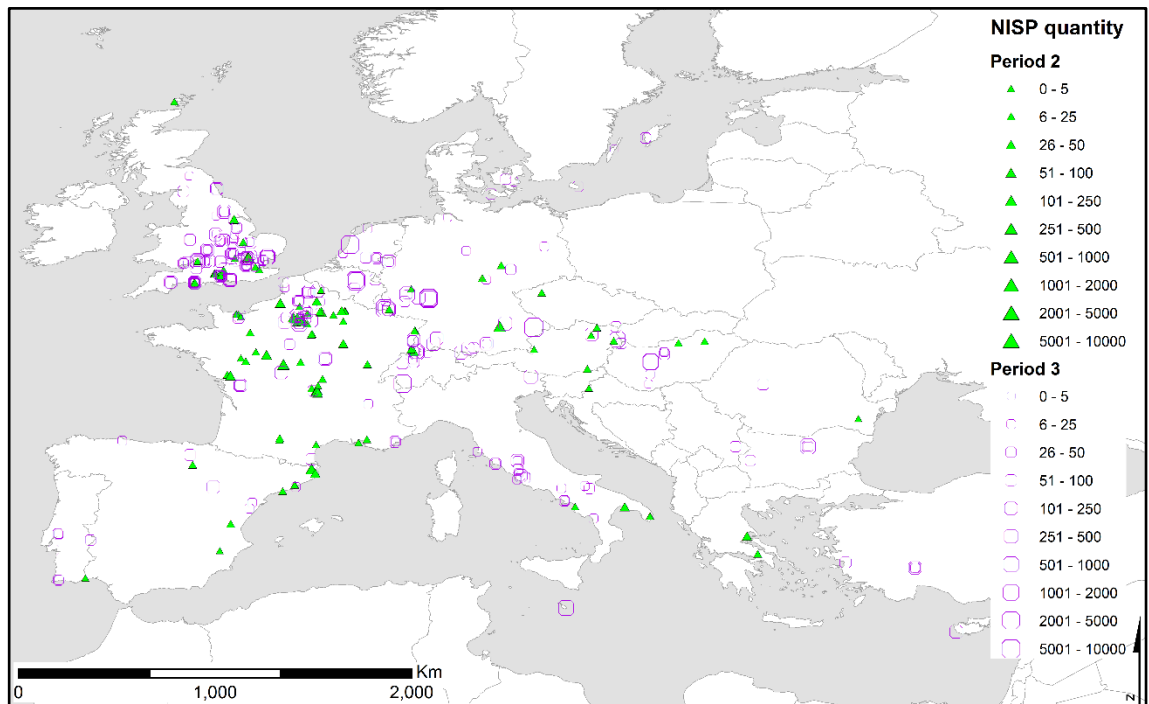 NISP quantity
Period 2
0 - 5
6 - 25
26 - 50
51 - 100
101 - 250
251 - 500
501 - 1000
1001 - 2000
2001 - 5000
5001 - 10000
Period 3
0 - 5
6 - 25
26 - 50
51 - 100
101 - 250
251 - 500
501 - 1000
1001 - 2000
2001 - 5000
5001 - 10000
Km
0 1,000 2,000
N